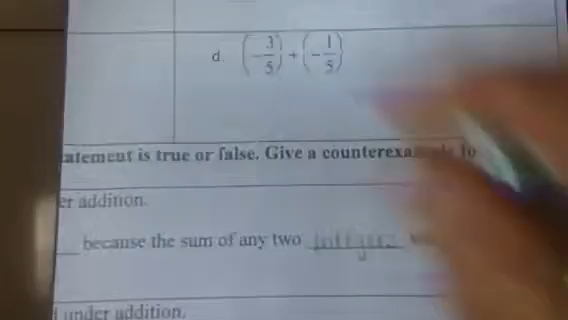 d. (-3/5) + (-1/5)
atement is true or false. Give a counterexa to
er addition.
because the sum of any two
under addition.